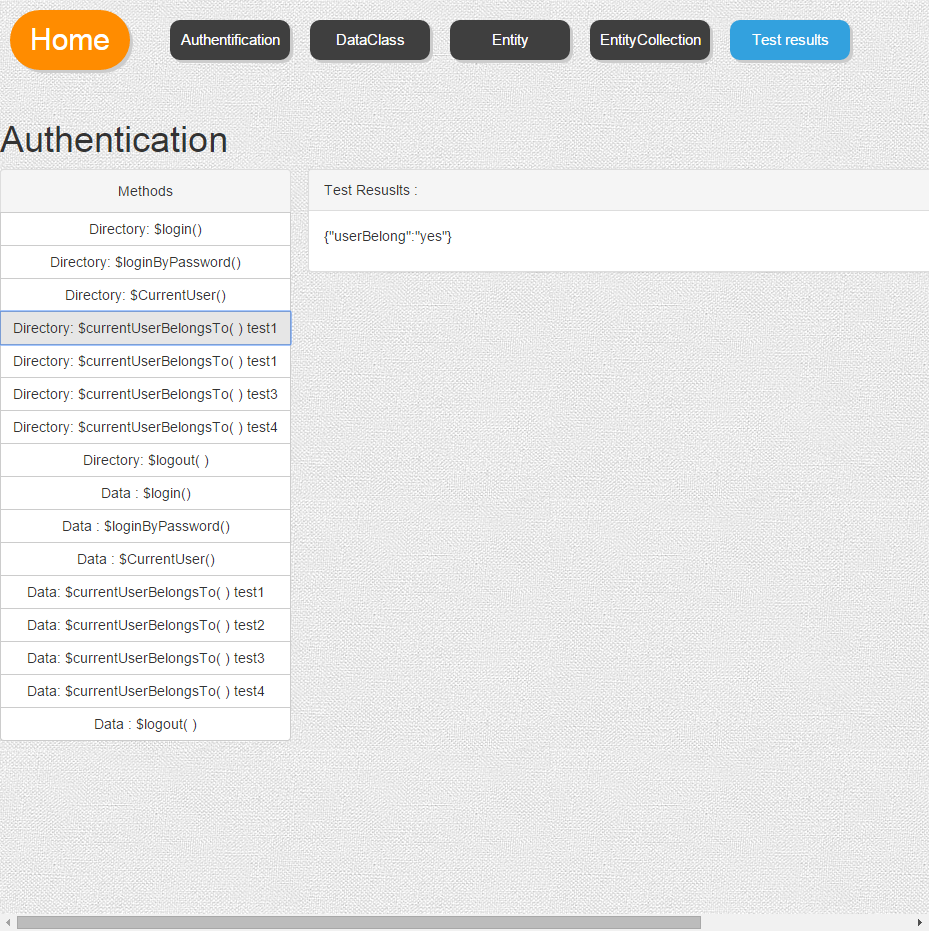 Home
Authentification
DataClass
Entity
EntityCollection
Test results
Authentication
Methods
Directory: $login()
Directory: $loginByPassword()
Directory: $CurrentUser()
Directory: $currentUserBelongsTo( ) test1
Directory: $currentUserBelongsTo( ) test1
Directory: $currentUserBelongsTo( ) test3
Directory: $currentUserBelongsTo( ) test4
Directory: $logout( )
Data : $login()
Data : $loginByPassword()
Data : $CurrentUser()
Data: $currentUserBelongsTo( ) test1
Data: $currentUserBelongsTo( ) test2
Data: $currentUserBelongsTo( ) test3
Data: $currentUserBelongsTo( ) test4
Data : $logout( )
Test Resuslts :
{"userBelong":"yes"}